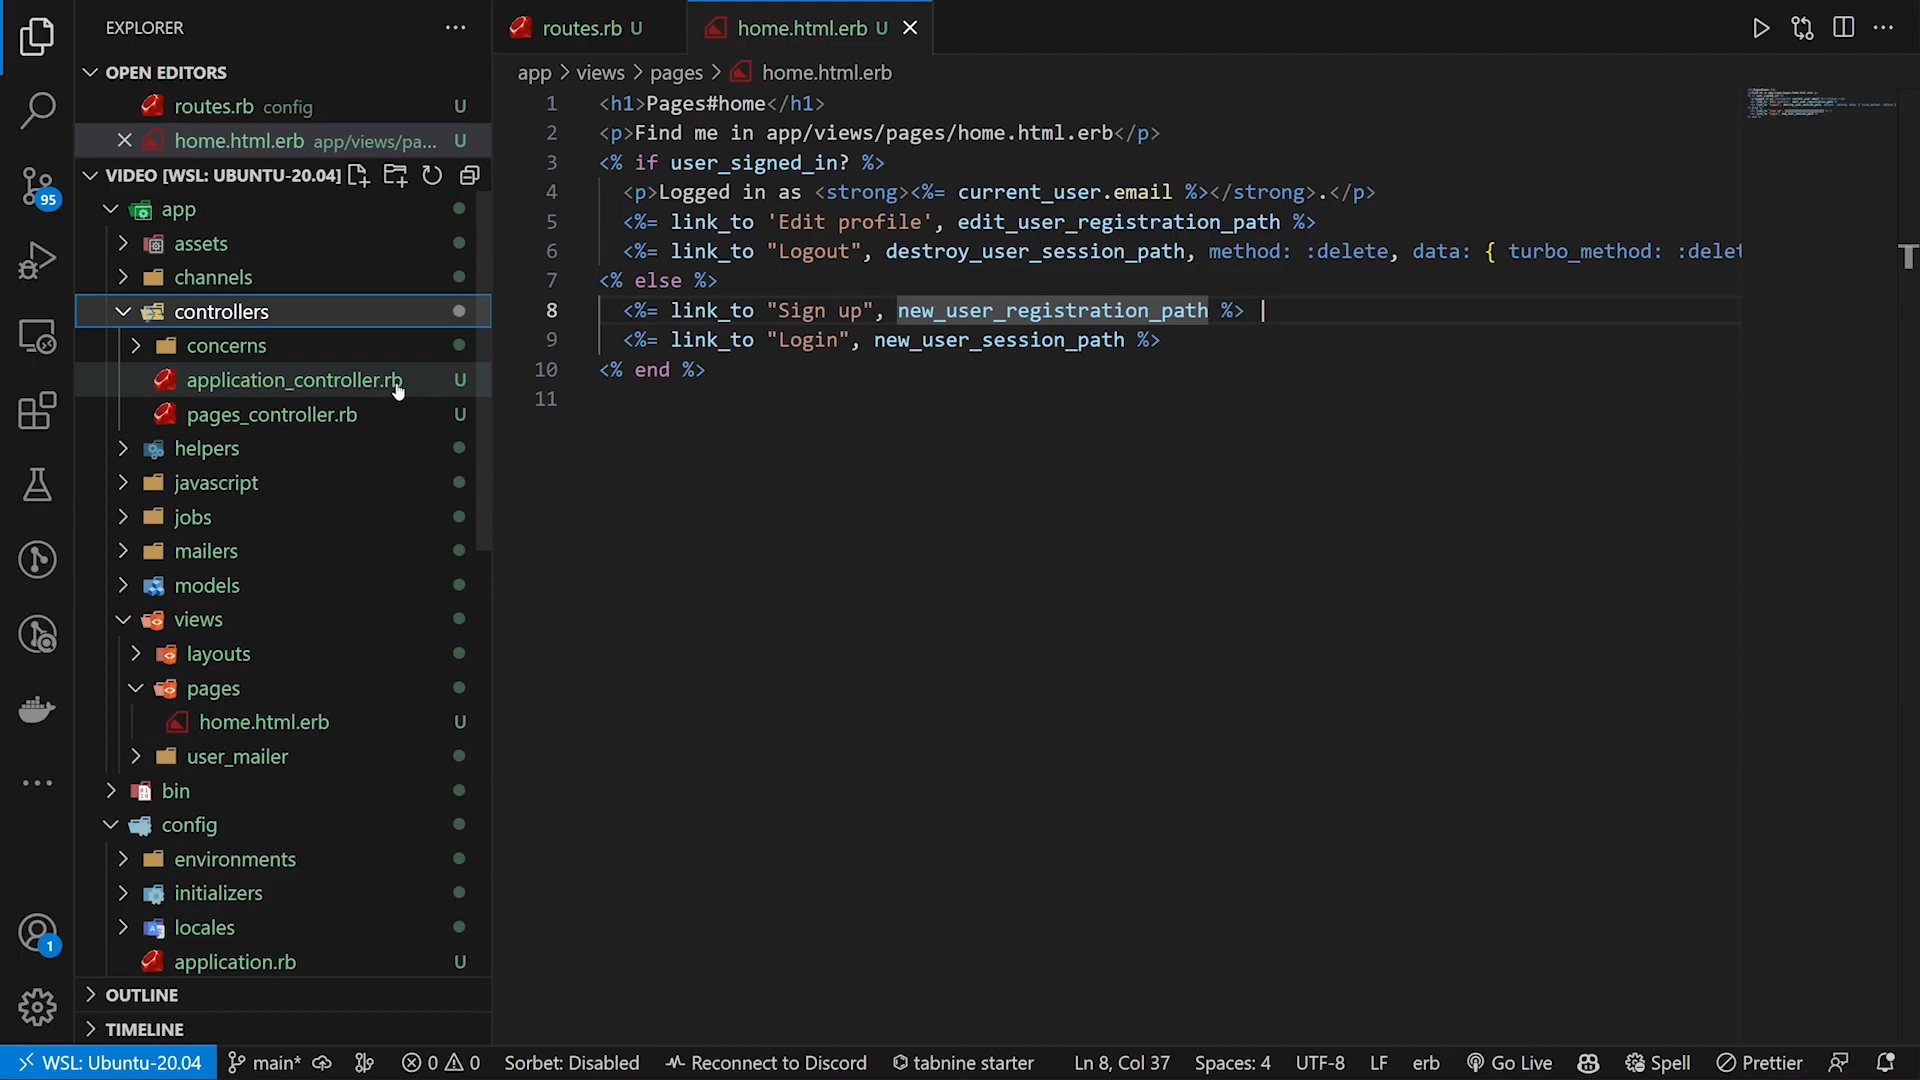 EXPLORER
OPEN EDITORS
routes.rb config U
home.html.erb app/views/pa... U
VIDEO [WSL: UBUNTU-20.04]
app
assets
channels
controllers
concerns
application_controller.rb U
pages_controller.rb U
helpers
javascript
jobs
mailers
models
views
layouts
pages
home.html.erb U
user_mailer
bin
config
environments
initializers
locales
application.rb U
OUTLINE
TIMELINE
95
1
routes.rb U
home.html.erb U
app > views > pages > home.html.erb
1 <h1>Pages#home</h1>
2 <p>Find me in app/views/pages/home.html.erb</p>
3 <% if user_signed_in? %>
4 <p>Logged in as <strong><%= current_user.email %></strong>.</p>
5 <%= link_to 'Edit profile', edit_user_registration_path %>
6 <%= link_to "Logout", destroy_user_session_path, method: :delete, data: { turbo_method: :delet
7 <% else %>
8 <%= link_to "Sign up", new_user_registration_path %> |
9 <%= link_to "Login", new_user_session_path %>
10 <% end %>
11
T
WSL: Ubuntu-20.04 main* 0 0 Sorbet: Disabled Reconnect to Discord tabnine starter Ln 8, Col 37 Spaces: 4 UTF-8 LF erb Go Live Spell Prettier